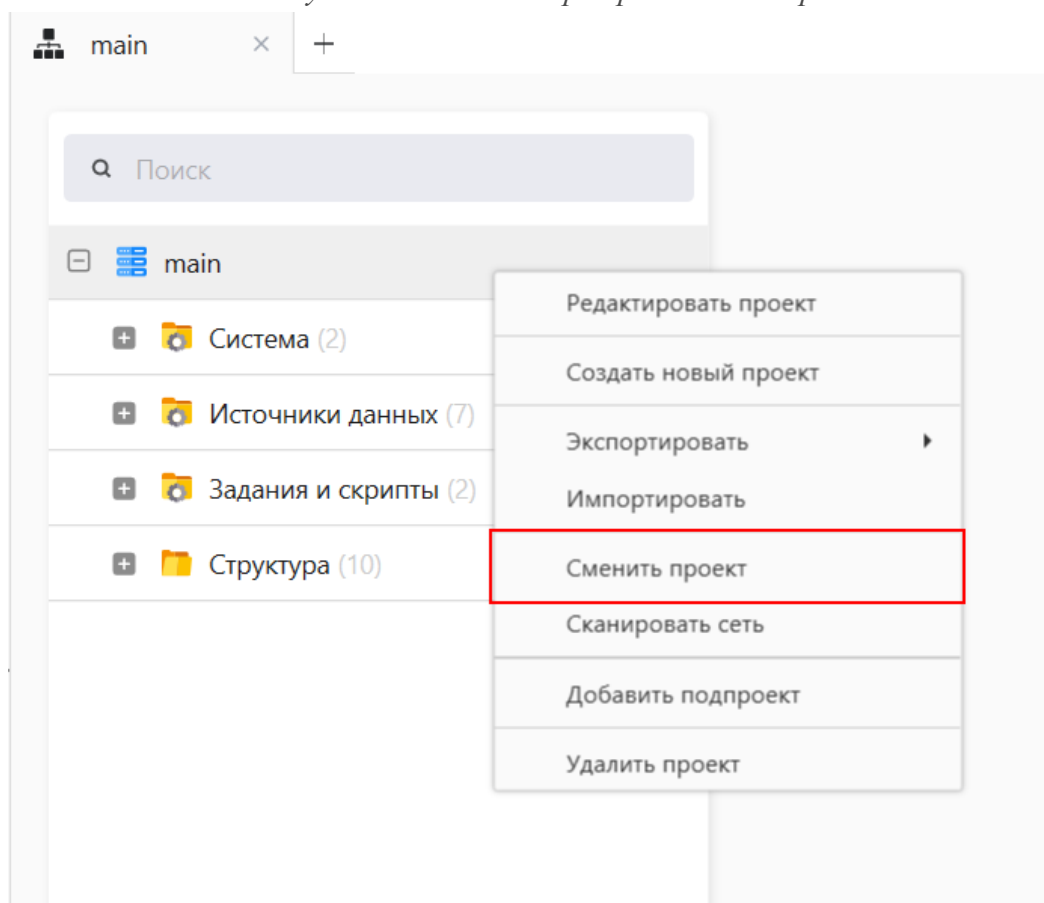 main
Поиск
main
Система (2)
Источники данных (7)
Задания и скрипты (2)
Структура (10)
Редактировать проект
Создать новый проект
Экспортировать
Импортировать
Сменить проект
Сканировать сеть
Добавить подпроект
Удалить проект